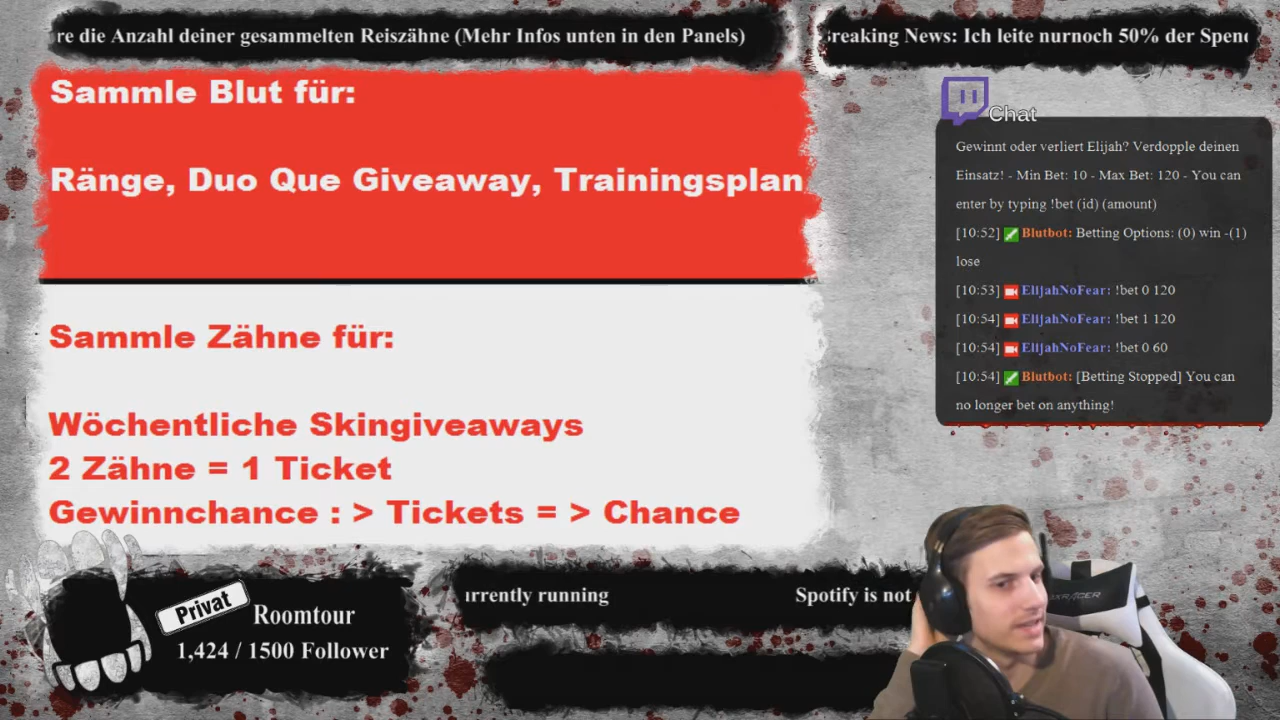 re die Anzahl deiner gesammelten Reiszähne (Mehr Infos unten in den Panels)
Breaking News: Ich leite nurnoch 50% der Spend
Sammle Blut für:
Ränge, Duo Que Giveaway, Trainingsplan
Sammle Zähne für:
Wöchentliche Skingiveaways
2 Zähne = 1 Ticket
Gewinnchance : > Tickets = > Chance
Chat
Gewinnt oder verliert Elijah? Verdopple deinen
Einsatz! - Min Bet: 10 - Max Bet: 120 - You can
enter by typing !bet (id) (amount)
[10:52] Blutbot: Betting Options: (0) win -(1)
lose
[10:53] ElijahNoFear: !bet 0 120
[10:54] ElijahNoFear: !bet 1 120
[10:54] ElijahNoFear: !bet 0 60
[10:54] Blutbot: [Betting Stopped] You can
no longer bet on anything!
Privat
Roomtour
1,424 / 1500 Follower
urrently running
Spotify is not